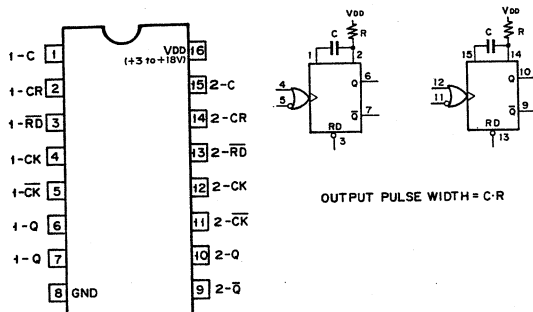 1-C 1
1-CR 2
1-R̅D̅ 3
1-CK 4
1-C̅K̅ 5
1-Q 6
1-Q 7
8 GND
VDD 16
(+3 to +18V)
15 2-C
14 2-CR
13 2-R̅D̅
12 2-CK
11 2-C̅K̅
10 2-Q
9 2-Q̅
VDD
C
R
1
2
4
5
Q
6
Q̅
7
RD
3
VDD
C
R
15
14
12
11
Q
10
Q̅
9
RD
13
OUTPUT PULSE WIDTH = C·R